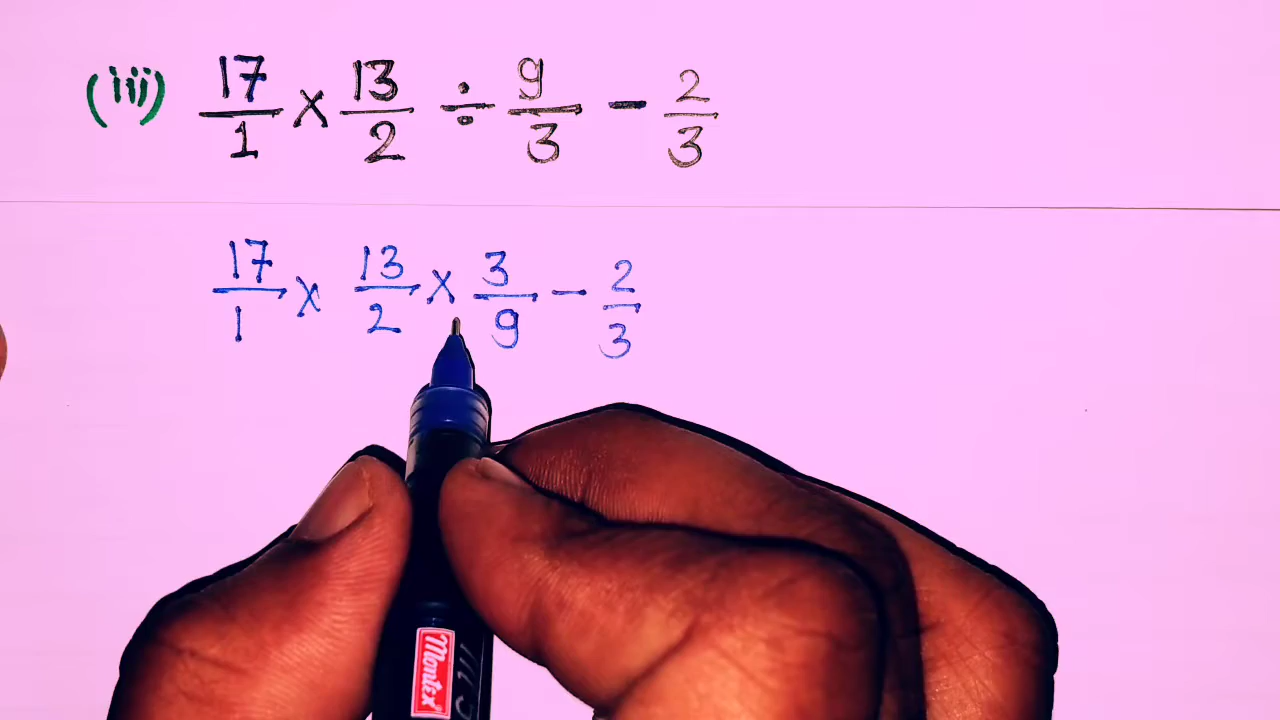 (iii) 17/1 × 13/2 ÷ 9/3 - 2/3
17/1 × 13/2 × 3/9 - 2/3
Montex